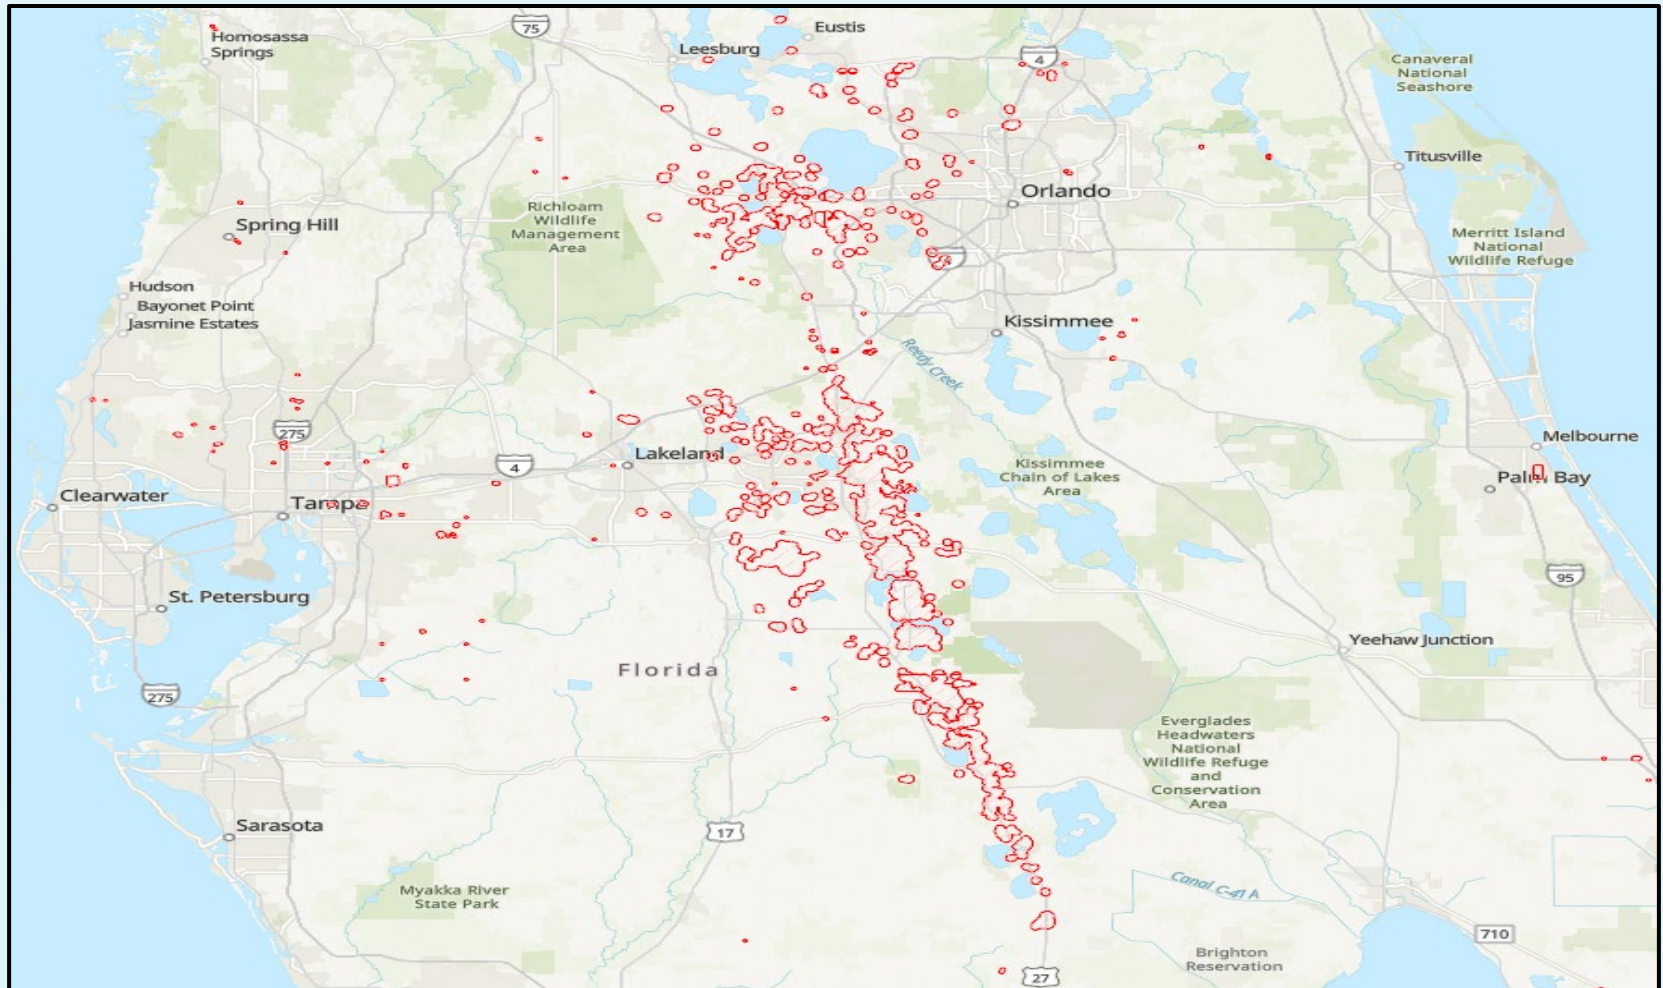 Homosassa
Springs
75
Leesburg
Eustis
4
Canaveral
National
Seashore
Titusville
Orlando
Richloam
Wildlife
Management
Area
Spring Hill
Merritt Island
National
Wildlife Refuge
4
Hudson
Bayonet Point
Jasmine Estates
Kissimmee
Reedy Creek
275
Lakeland
4
Melbourne
Kissimmee
Chain of Lakes
Area
Palm Bay
Clearwater
Tampa
95
St. Petersburg
Yeehaw Junction
Florida
275
Everglades
Headwaters
National
Wildlife Refuge
and
Conservation
Area
17
Sarasota
Myakka River
State Park
Canal C-41 A
710
Brighton
Reservation
27